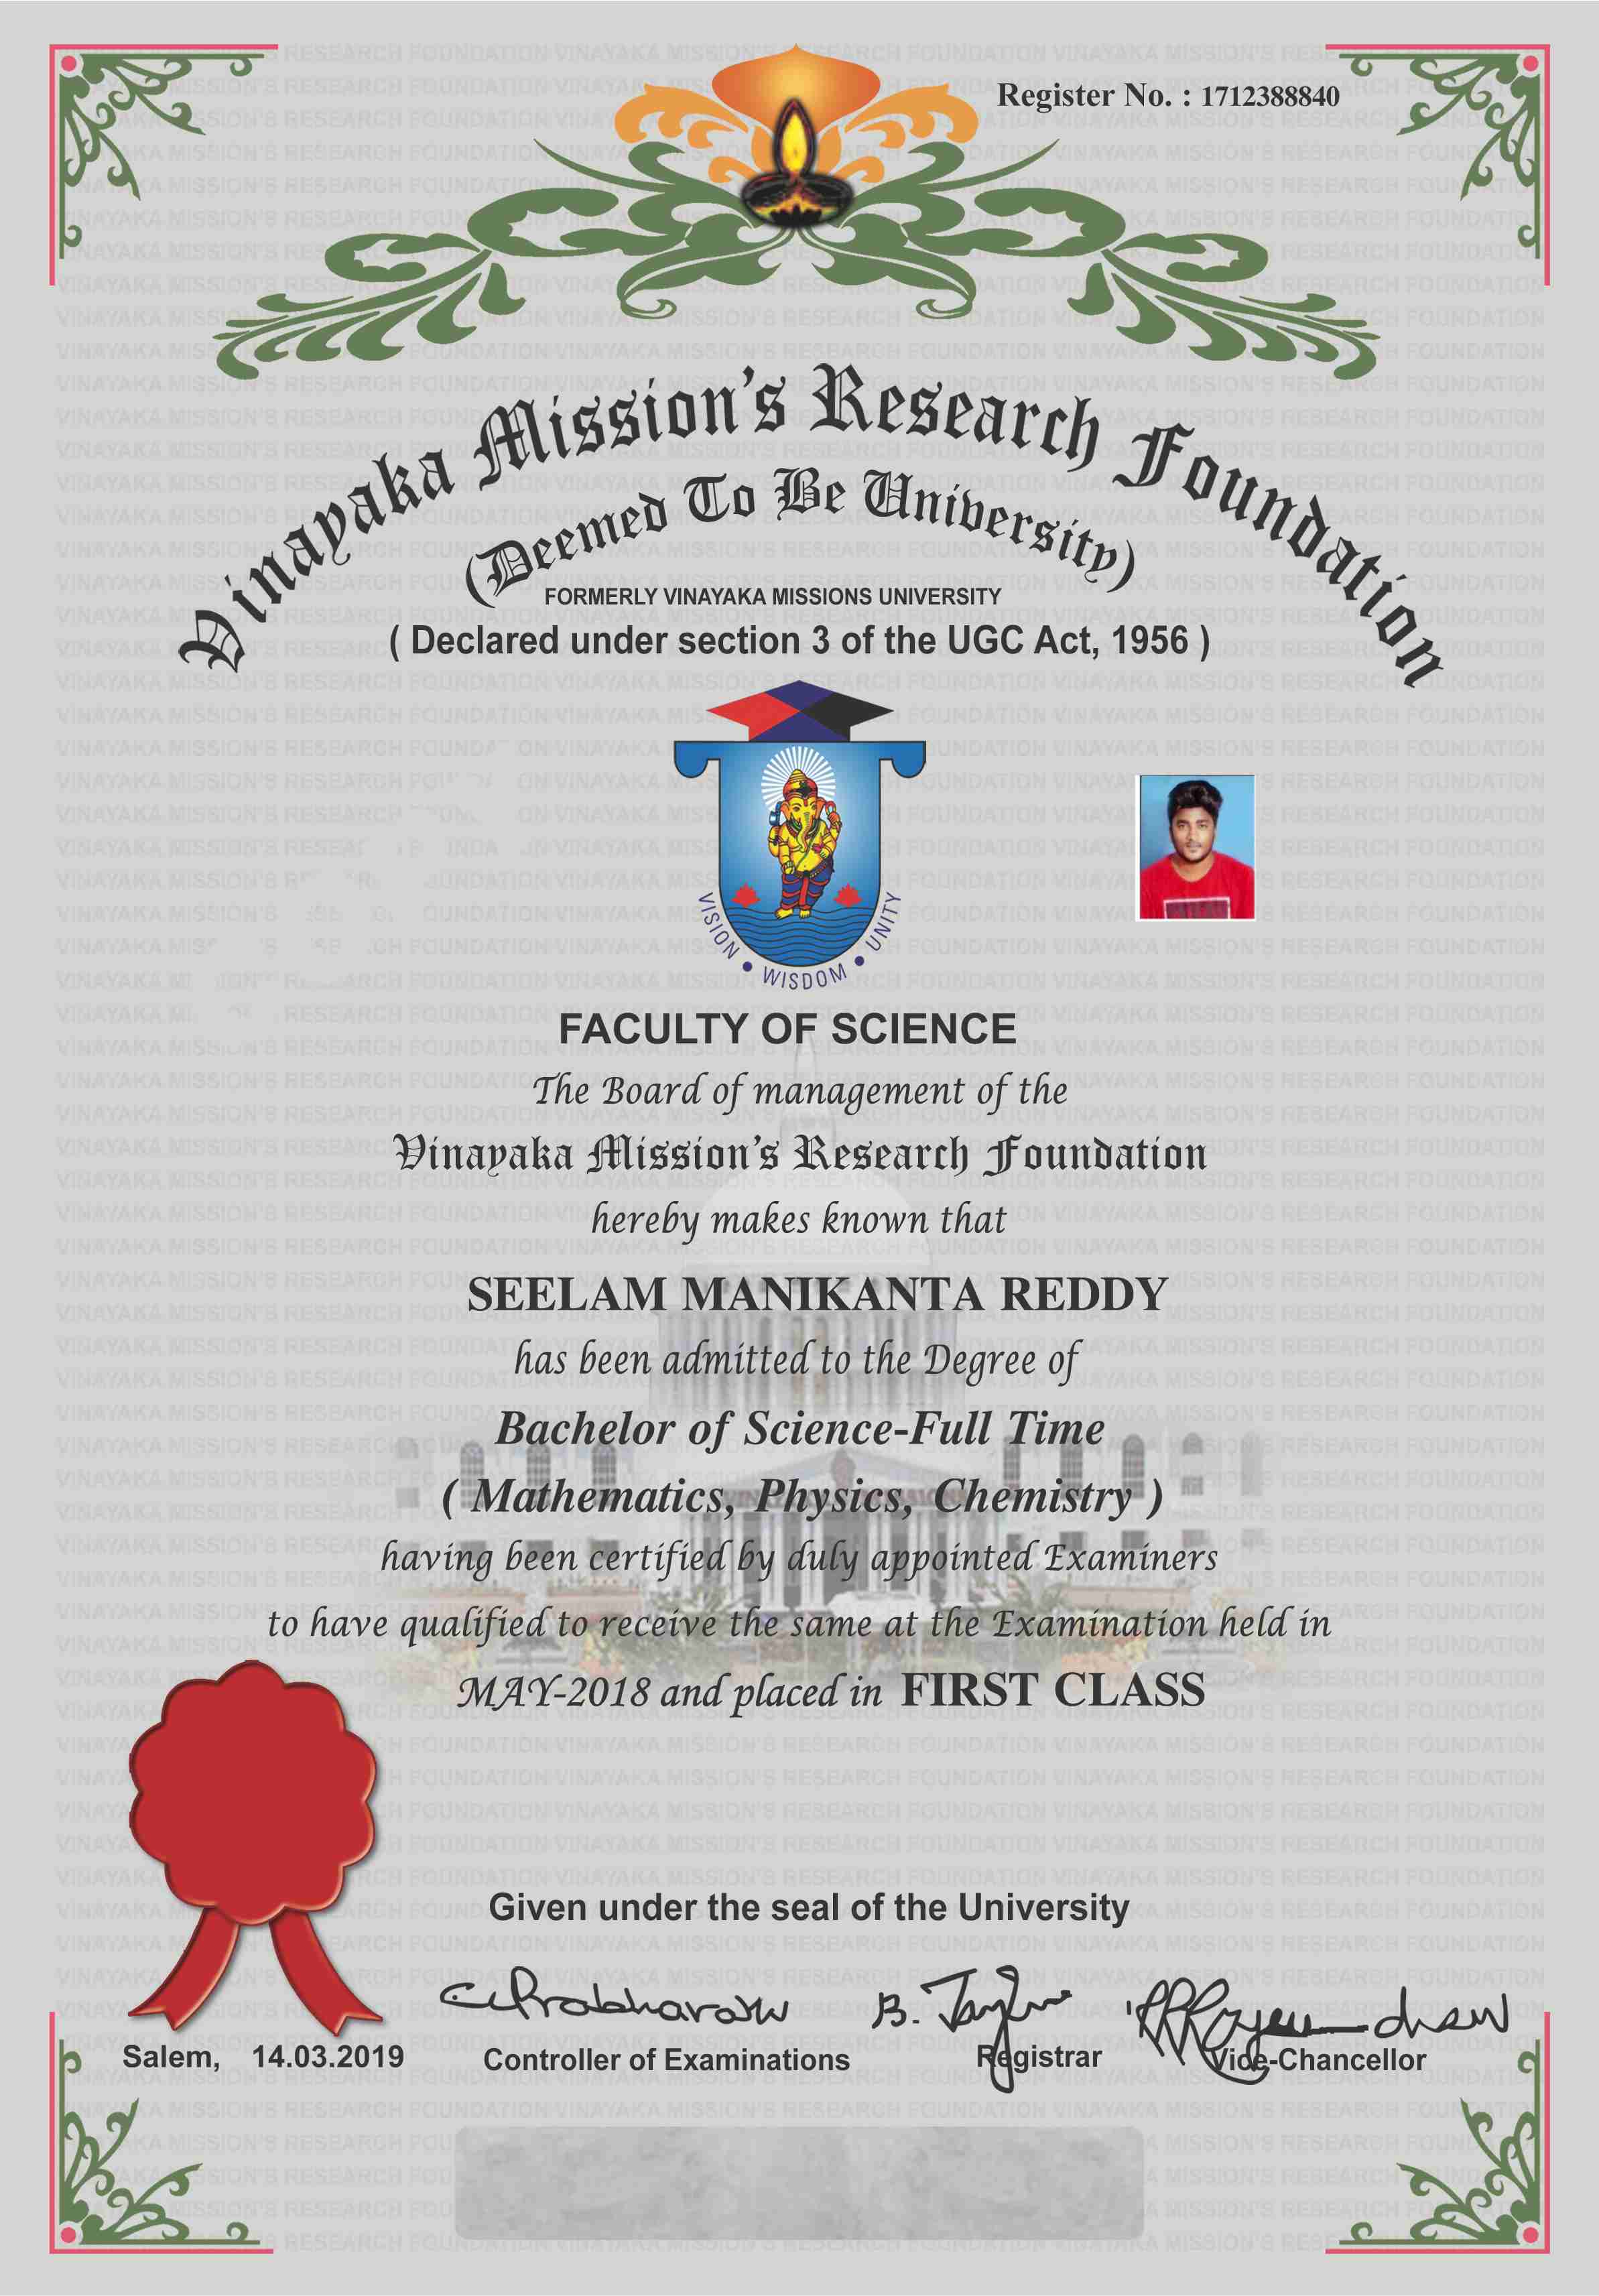 Register No. : 1712388840
Vinayaka Mission's Research Foundation
(Deemed To Be University)
FORMERLY VINAYAKA MISSIONS UNIVERSITY
( Declared under section 3 of the UGC Act, 1956 )
VISION • WISDOM • UNITY
FACULTY OF SCIENCE
The Board of management of the
Vinayaka Mission's Research Foundation
hereby makes known that
SEELAM MANIKANTA REDDY
has been admitted to the Degree of
Bachelor of Science-Full Time
( Mathematics, Physics, Chemistry )
having been certified by duly appointed Examiners
to have qualified to receive the same at the Examination held in
MAY-2018 and placed in FIRST CLASS
Given under the seal of the University
Salem, 14.03.2019
Controller of Examinations
Registrar
Vice-Chancellor